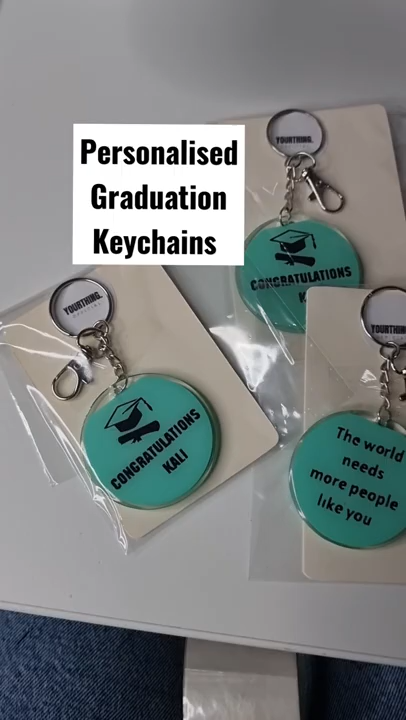 Personalised
Graduation
Keychains
YOURTHING.
CONGRATULATIONS
K
YOURTHING.
CONGRATULATIONS
KALI
YOURTHING
The world
needs
more people
like you